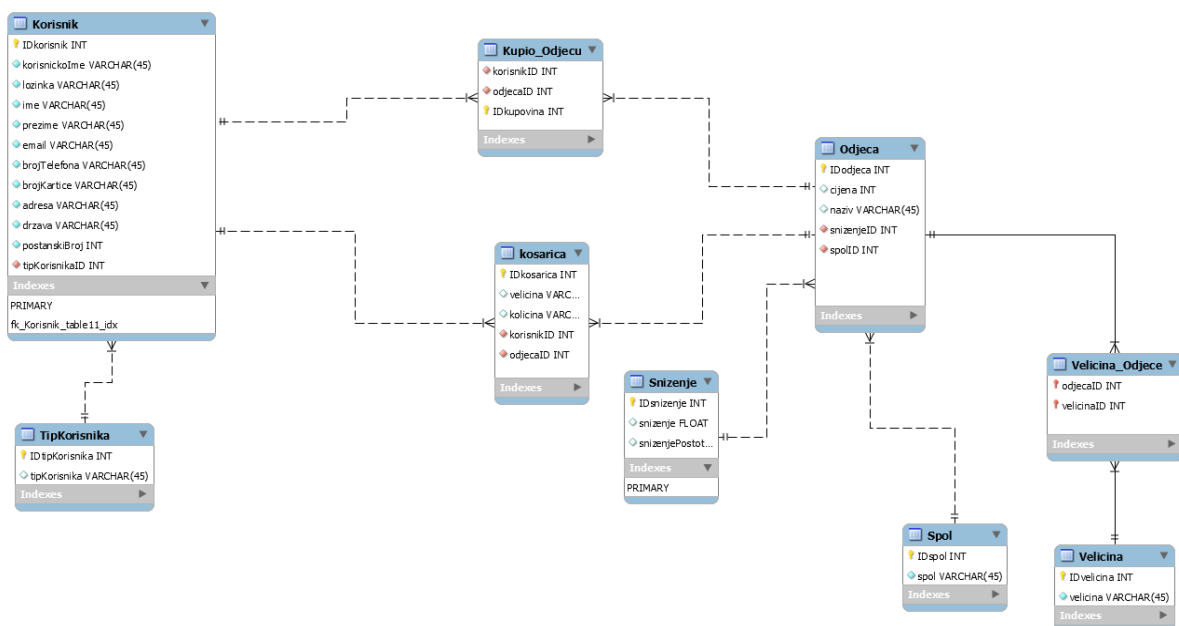 Korisnik
IDkorisnik INT
korisnickoIme VARCHAR(45)
lozinka VARCHAR(45)
ime VARCHAR(45)
prezime VARCHAR(45)
email VARCHAR(45)
brojTelefona VARCHAR(45)
brojKartice VARCHAR(45)
adresa VARCHAR(45)
drzava VARCHAR(45)
postanskiBroj INT
tipKorisnikaID INT
Indexes
PRIMARY
fk_Korisnik_table11_idx
TipKorisnika
IDtipKorisnika INT
tipKorisnika VARCHAR(45)
Indexes
Kupio_Odjecu
korisnikID INT
odjecaID INT
IDkupovina INT
Indexes
kosarica
IDkosarica INT
velicina VARC...
kolicina VARC...
korisnikID INT
odjecaID INT
Indexes
Snizenje
IDsnizenje INT
snizenje FLOAT
snizenjePostot...
Indexes
PRIMARY
Odjeca
IDodjeca INT
cijena INT
naziv VARCHAR(45)
snizenjeID INT
spolID INT
Indexes
Spol
IDspol INT
spol VARCHAR(45)
Indexes
Velicina_Odjece
odjecaID INT
velicinaID INT
Indexes
Velicina
IDvelicina INT
velicina VARCHAR(45)
Indexes